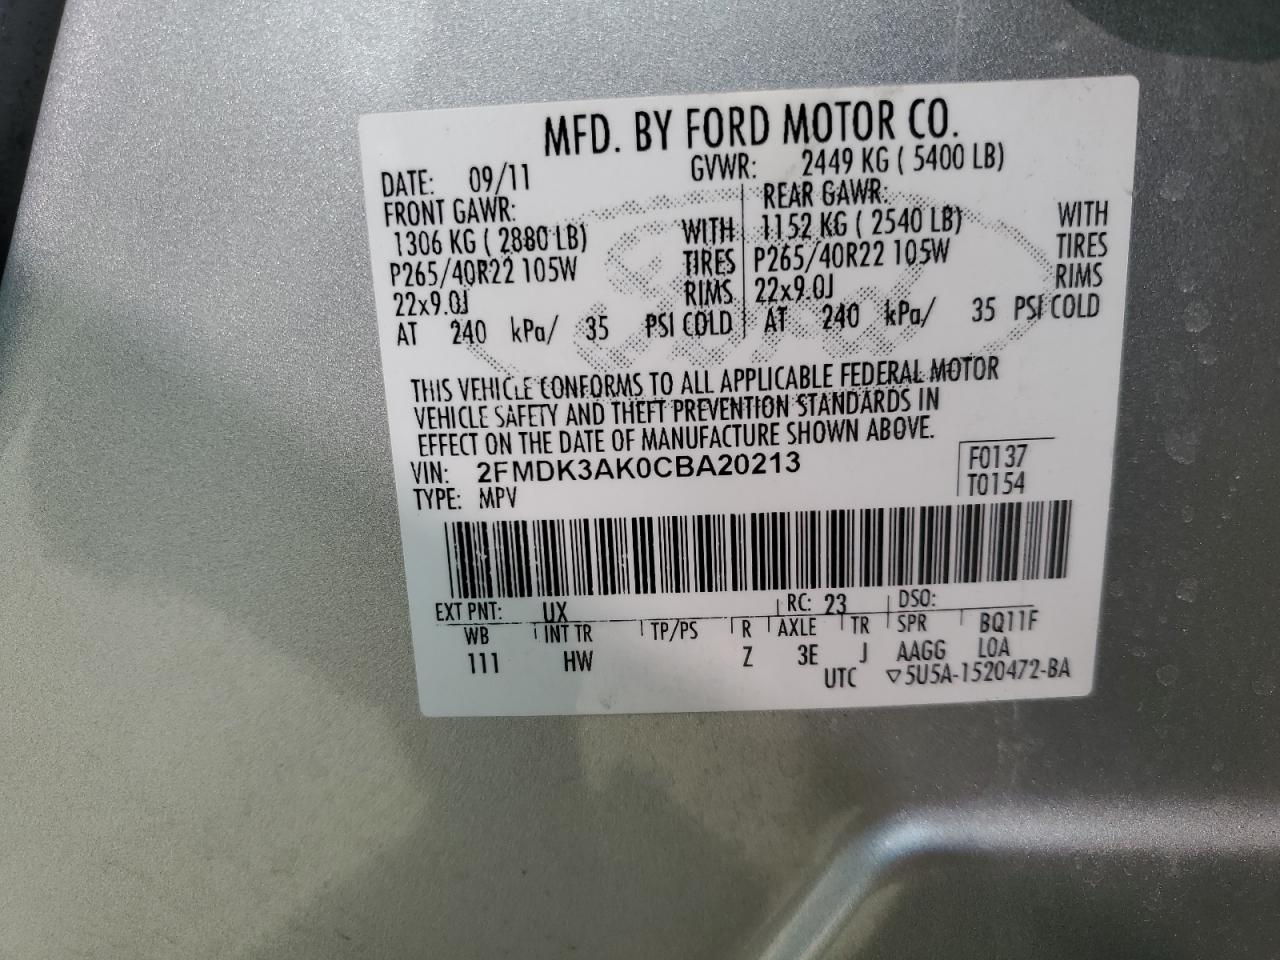 MFD. BY FORD MOTOR CO.
DATE: 09/11 GVWR: 2449 KG ( 5400 LB)
FRONT GAWR: REAR GAWR:
1306 KG ( 2880 LB) WITH 1152 KG ( 2540 LB) WITH
P265/40R22 105W TIRES P265/40R22 105W TIRES
22x9.0J RIMS 22x9.0J RIMS
AT 240 kPa/ 35 PSI COLD AT 240 kPa/ 35 PSI COLD
THIS VEHICLE CONFORMS TO ALL APPLICABLE FEDERAL MOTOR
VEHICLE SAFETY AND THEFT PREVENTION STANDARDS IN
EFFECT ON THE DATE OF MANUFACTURE SHOWN ABOVE.
VIN: 2FMDK3AK0CBA20213 F0137
TYPE: MPV T0154
EXT PNT: UX RC: 23 DSO:
WB INT TR TP/PS R AXLE TR SPR BQ11F
111 HW Z 3E J AAGG LOA
UTC ▽5U5A-1520472-BA